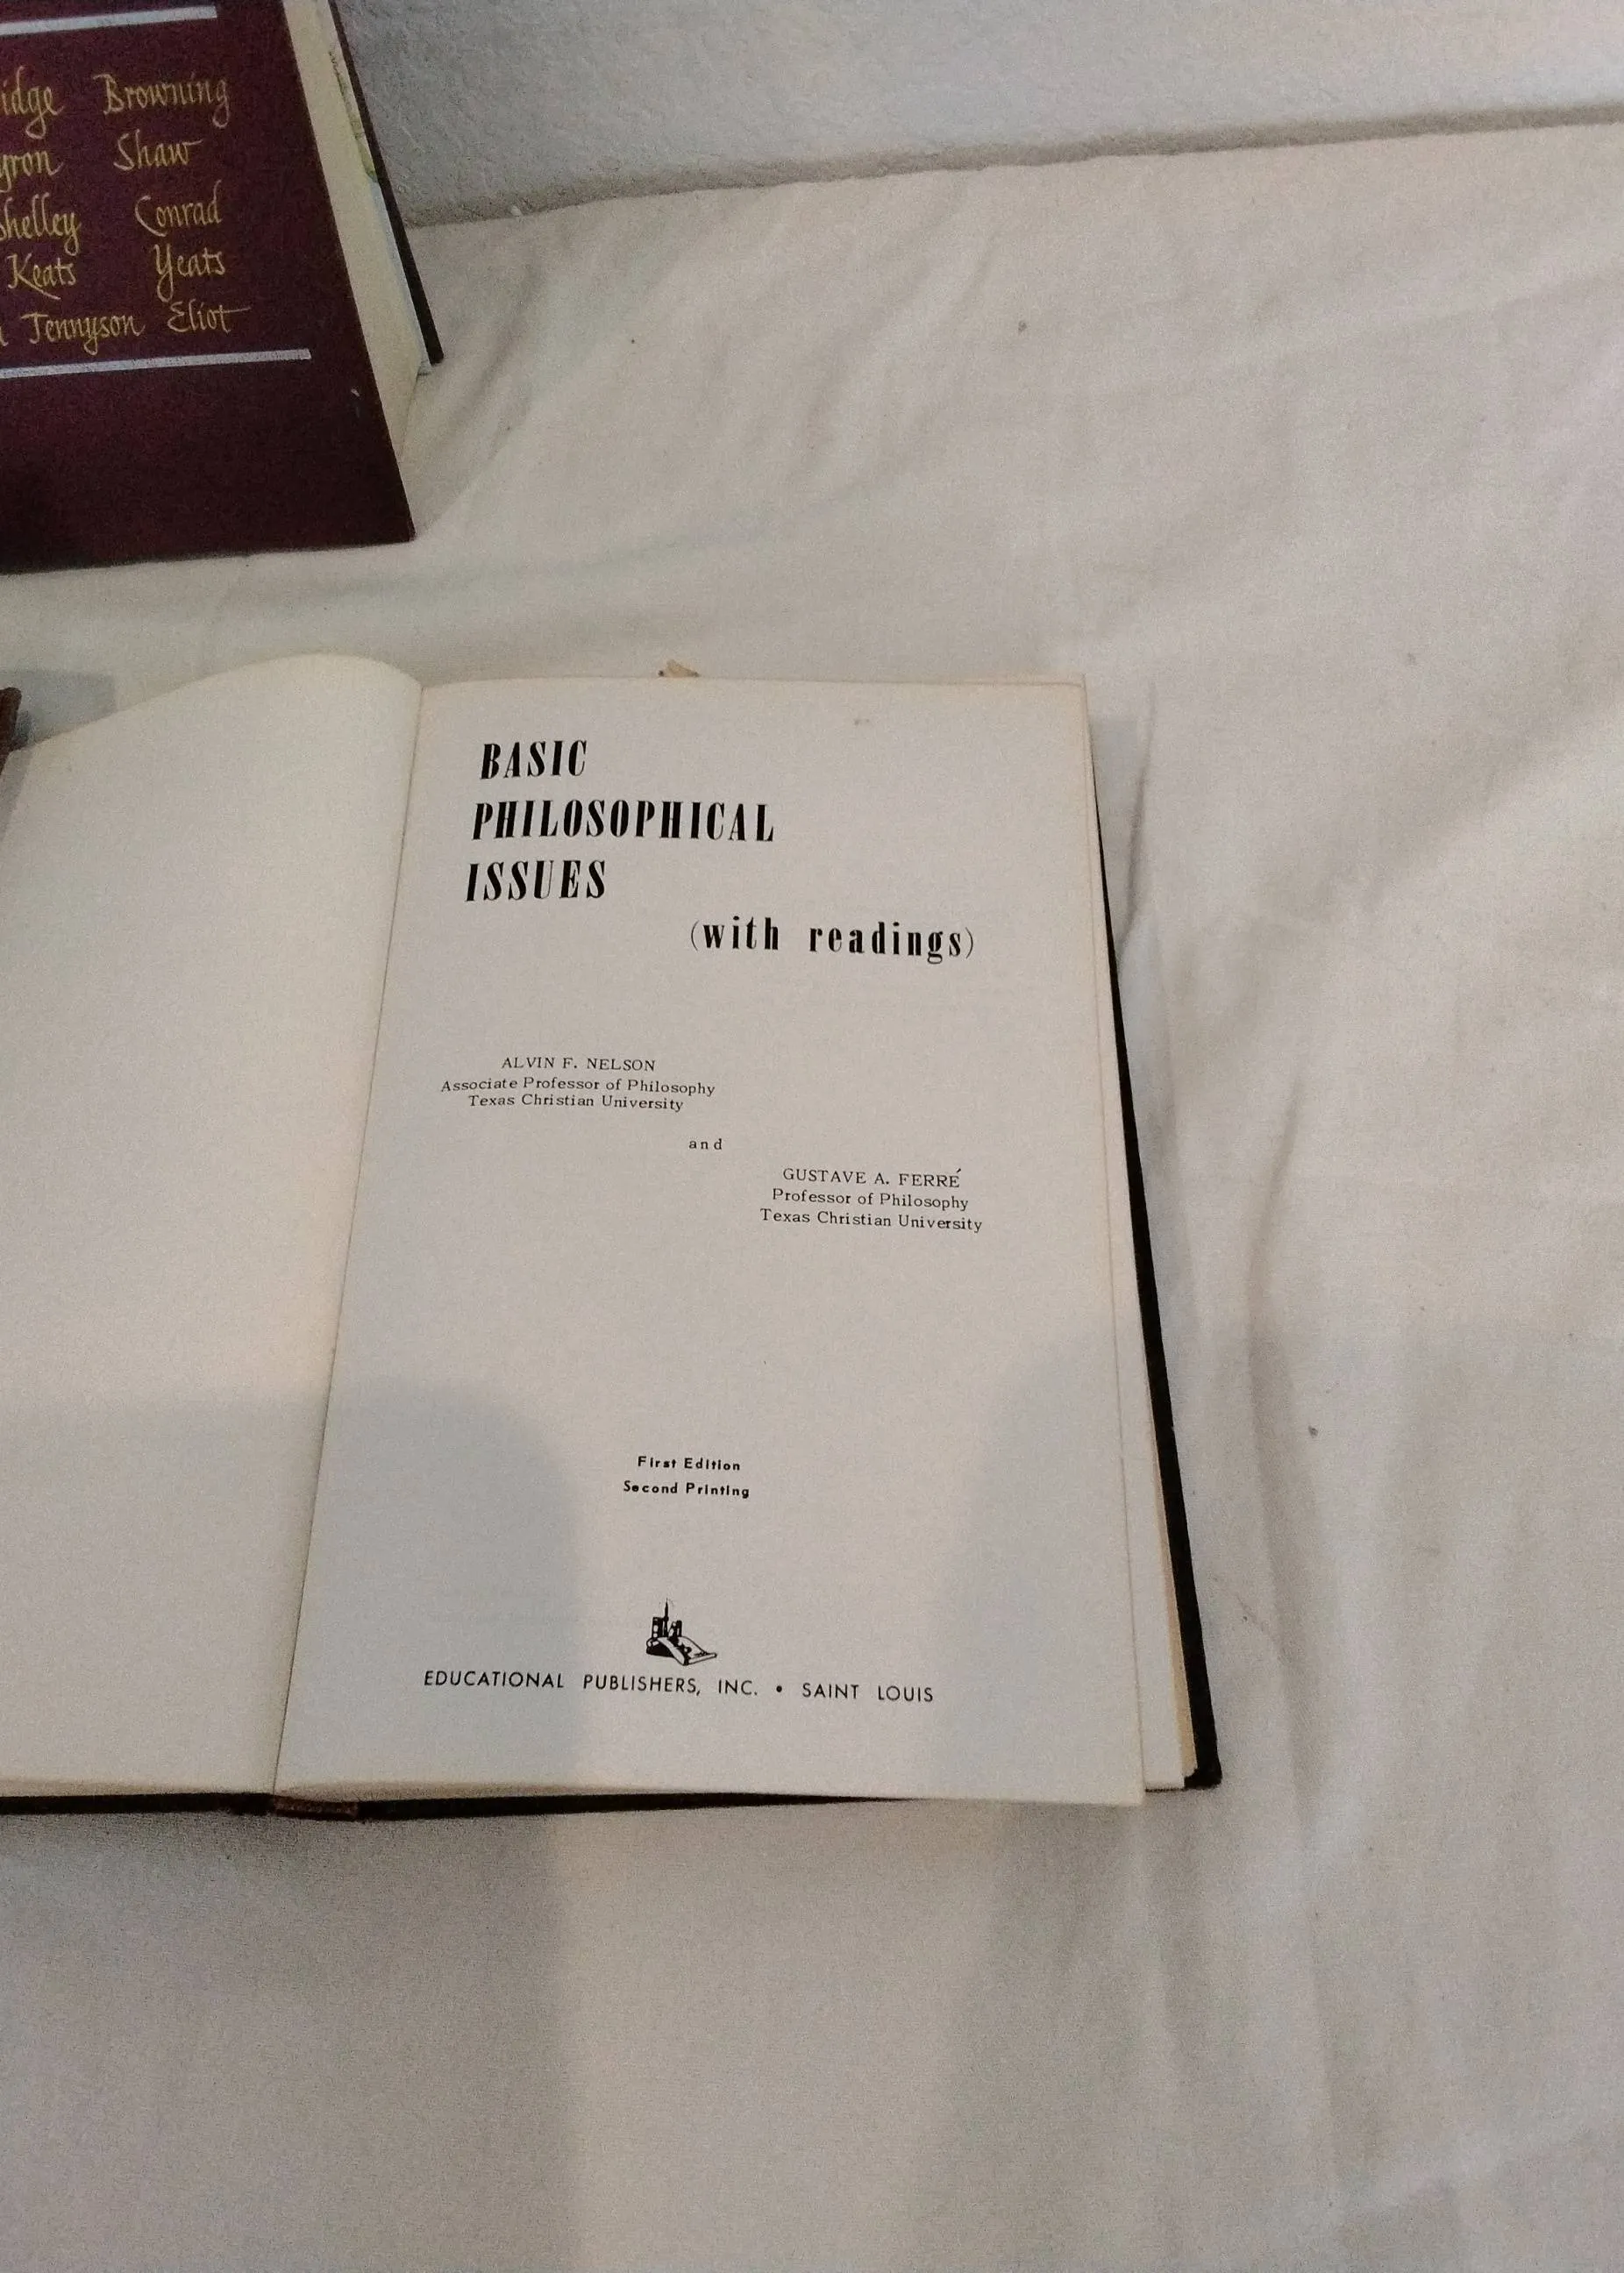 Browning
Shaw
Shelley Conrad
Keats Yeats
Tennyson Eliot
BASIC
PHILOSOPHICAL
ISSUES
(with readings)
ALVIN F. NELSON
Associate Professor of Philosophy
Texas Christian University
and
GUSTAVE A. FERRÉ
Professor of Philosophy
Texas Christian University
First Edition
Second Printing
EDUCATIONAL PUBLISHERS, INC. • SAINT LOUIS